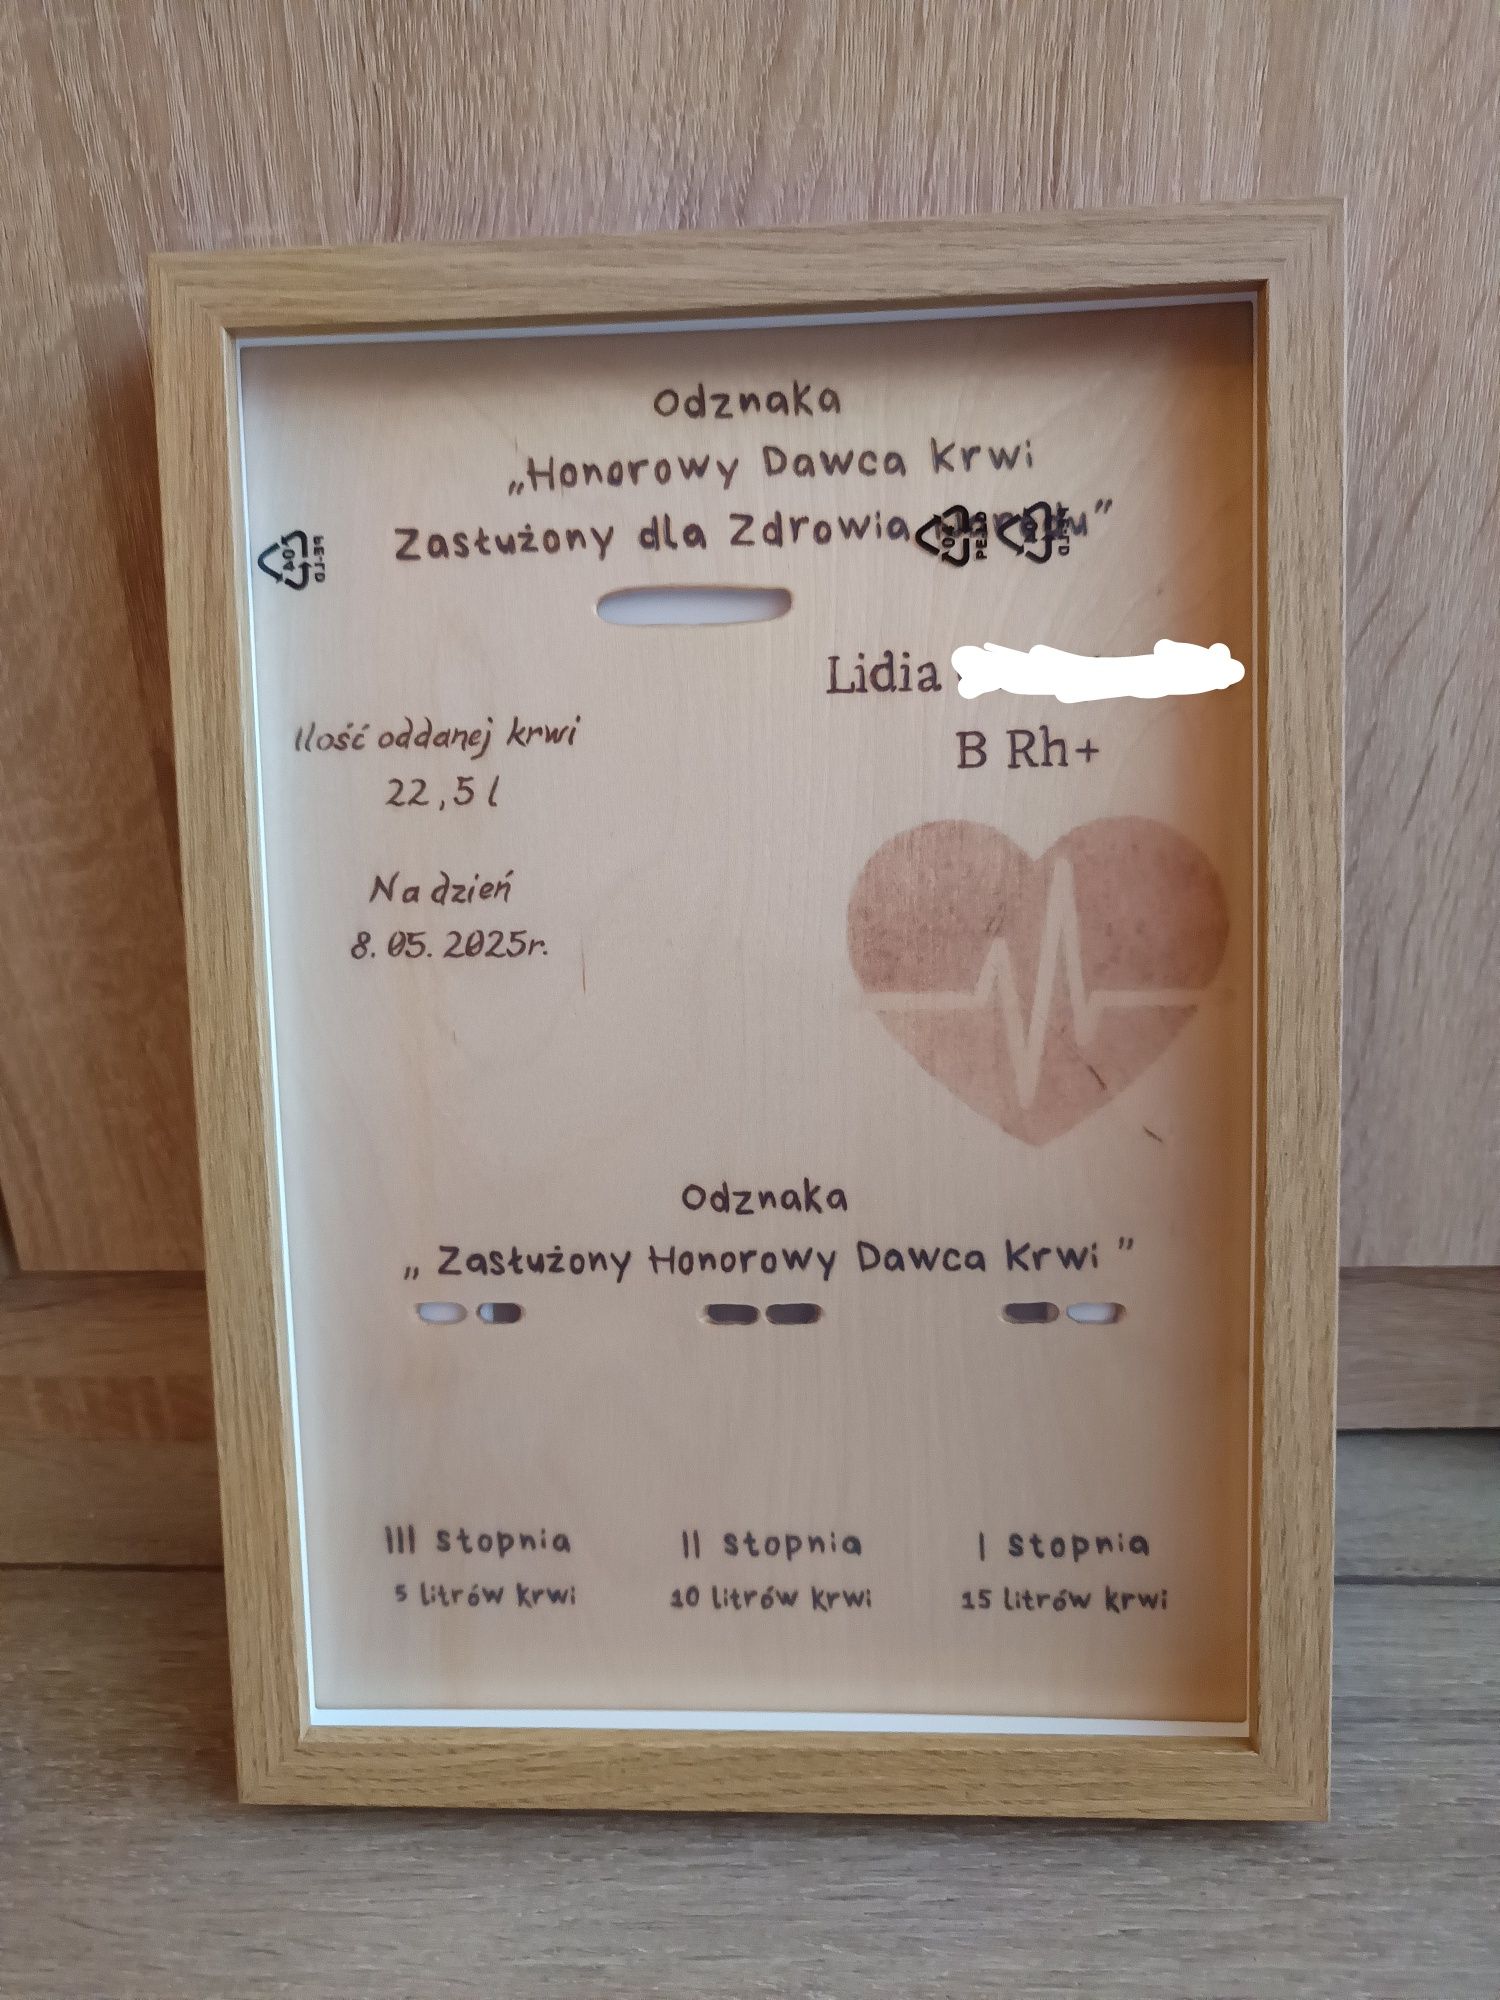 Odznaka
„Honorowy Dawca Krwi
Zasłużony dla Zdrowia
Lidia
B Rh+
Ilość oddanej krwi
22,5 l
Na dzień
8.05.2025r.
Odznaka
„Zasłużony Honorowy Dawca Krwi"
III stopnia
5 litrów krwi
II stopnia
10 litrów krwi
I stopnia
15 litrów krwi